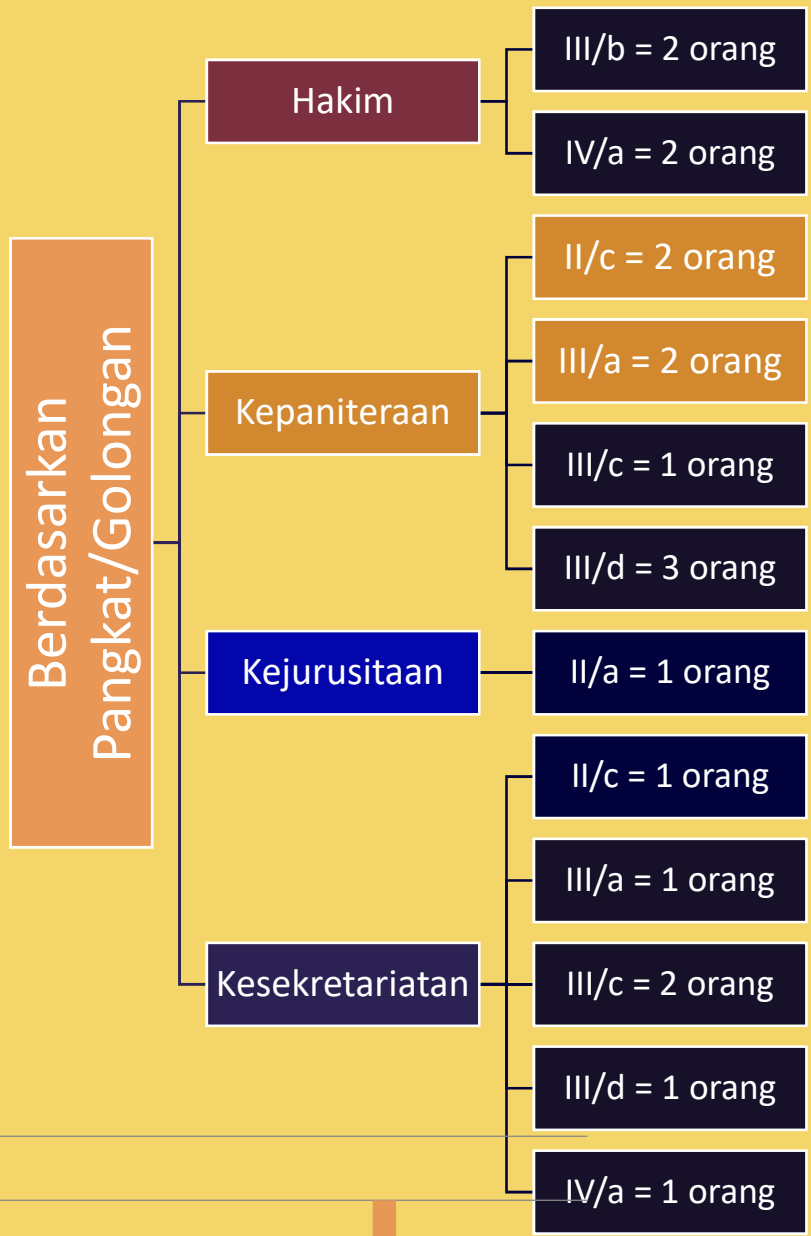 Berdasarkan
Pangkat/Golongan
Hakim
III/b = 2 orang
IV/a = 2 orang
Kepaniteraan
II/c = 2 orang
III/a = 2 orang
III/c = 1 orang
III/d = 3 orang
Kejurusitaan
II/a = 1 orang
Kesekretariatan
II/c = 1 orang
III/a = 1 orang
III/c = 2 orang
III/d = 1 orang
IV/a = 1 orang